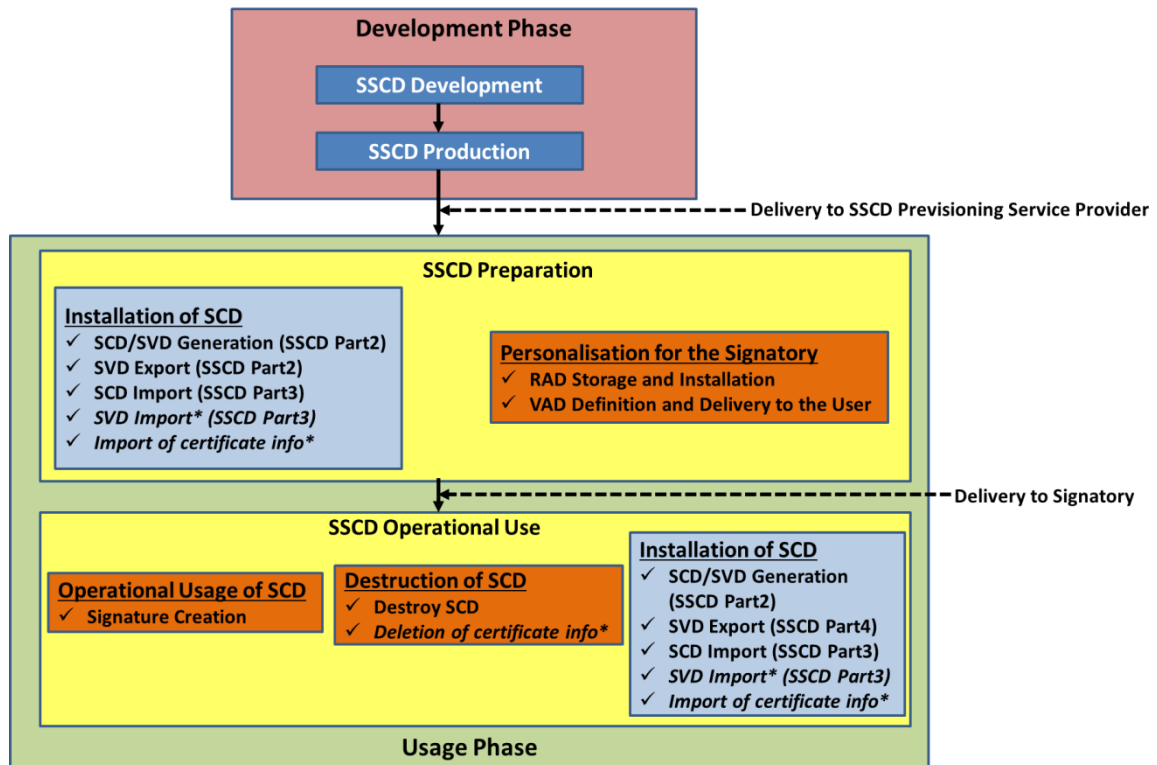 Development Phase
SSCD Development
SSCD Production
Delivery to SSCD Previsioning Service Provider
SSCD Preparation
Installation of SCD
✓ SCD/SVD Generation (SSCD Part2)
✓ SVD Export (SSCD Part2)
✓ SCD Import (SSCD Part3)
✓ SVD Import* (SSCD Part3)
✓ Import of certificate info*
Personalisation for the Signatory
✓ RAD Storage and Installation
✓ VAD Definition and Delivery to the User
Delivery to Signatory
SSCD Operational Use
Operational Usage of SCD
✓ Signature Creation
Destruction of SCD
✓ Destroy SCD
✓ Deletion of certificate info*
Installation of SCD
✓ SCD/SVD Generation
(SSCD Part2)
✓ SVD Export (SSCD Part4)
✓ SCD Import (SSCD Part3)
✓ SVD Import* (SSCD Part3)
✓ Import of certificate info*
Usage Phase